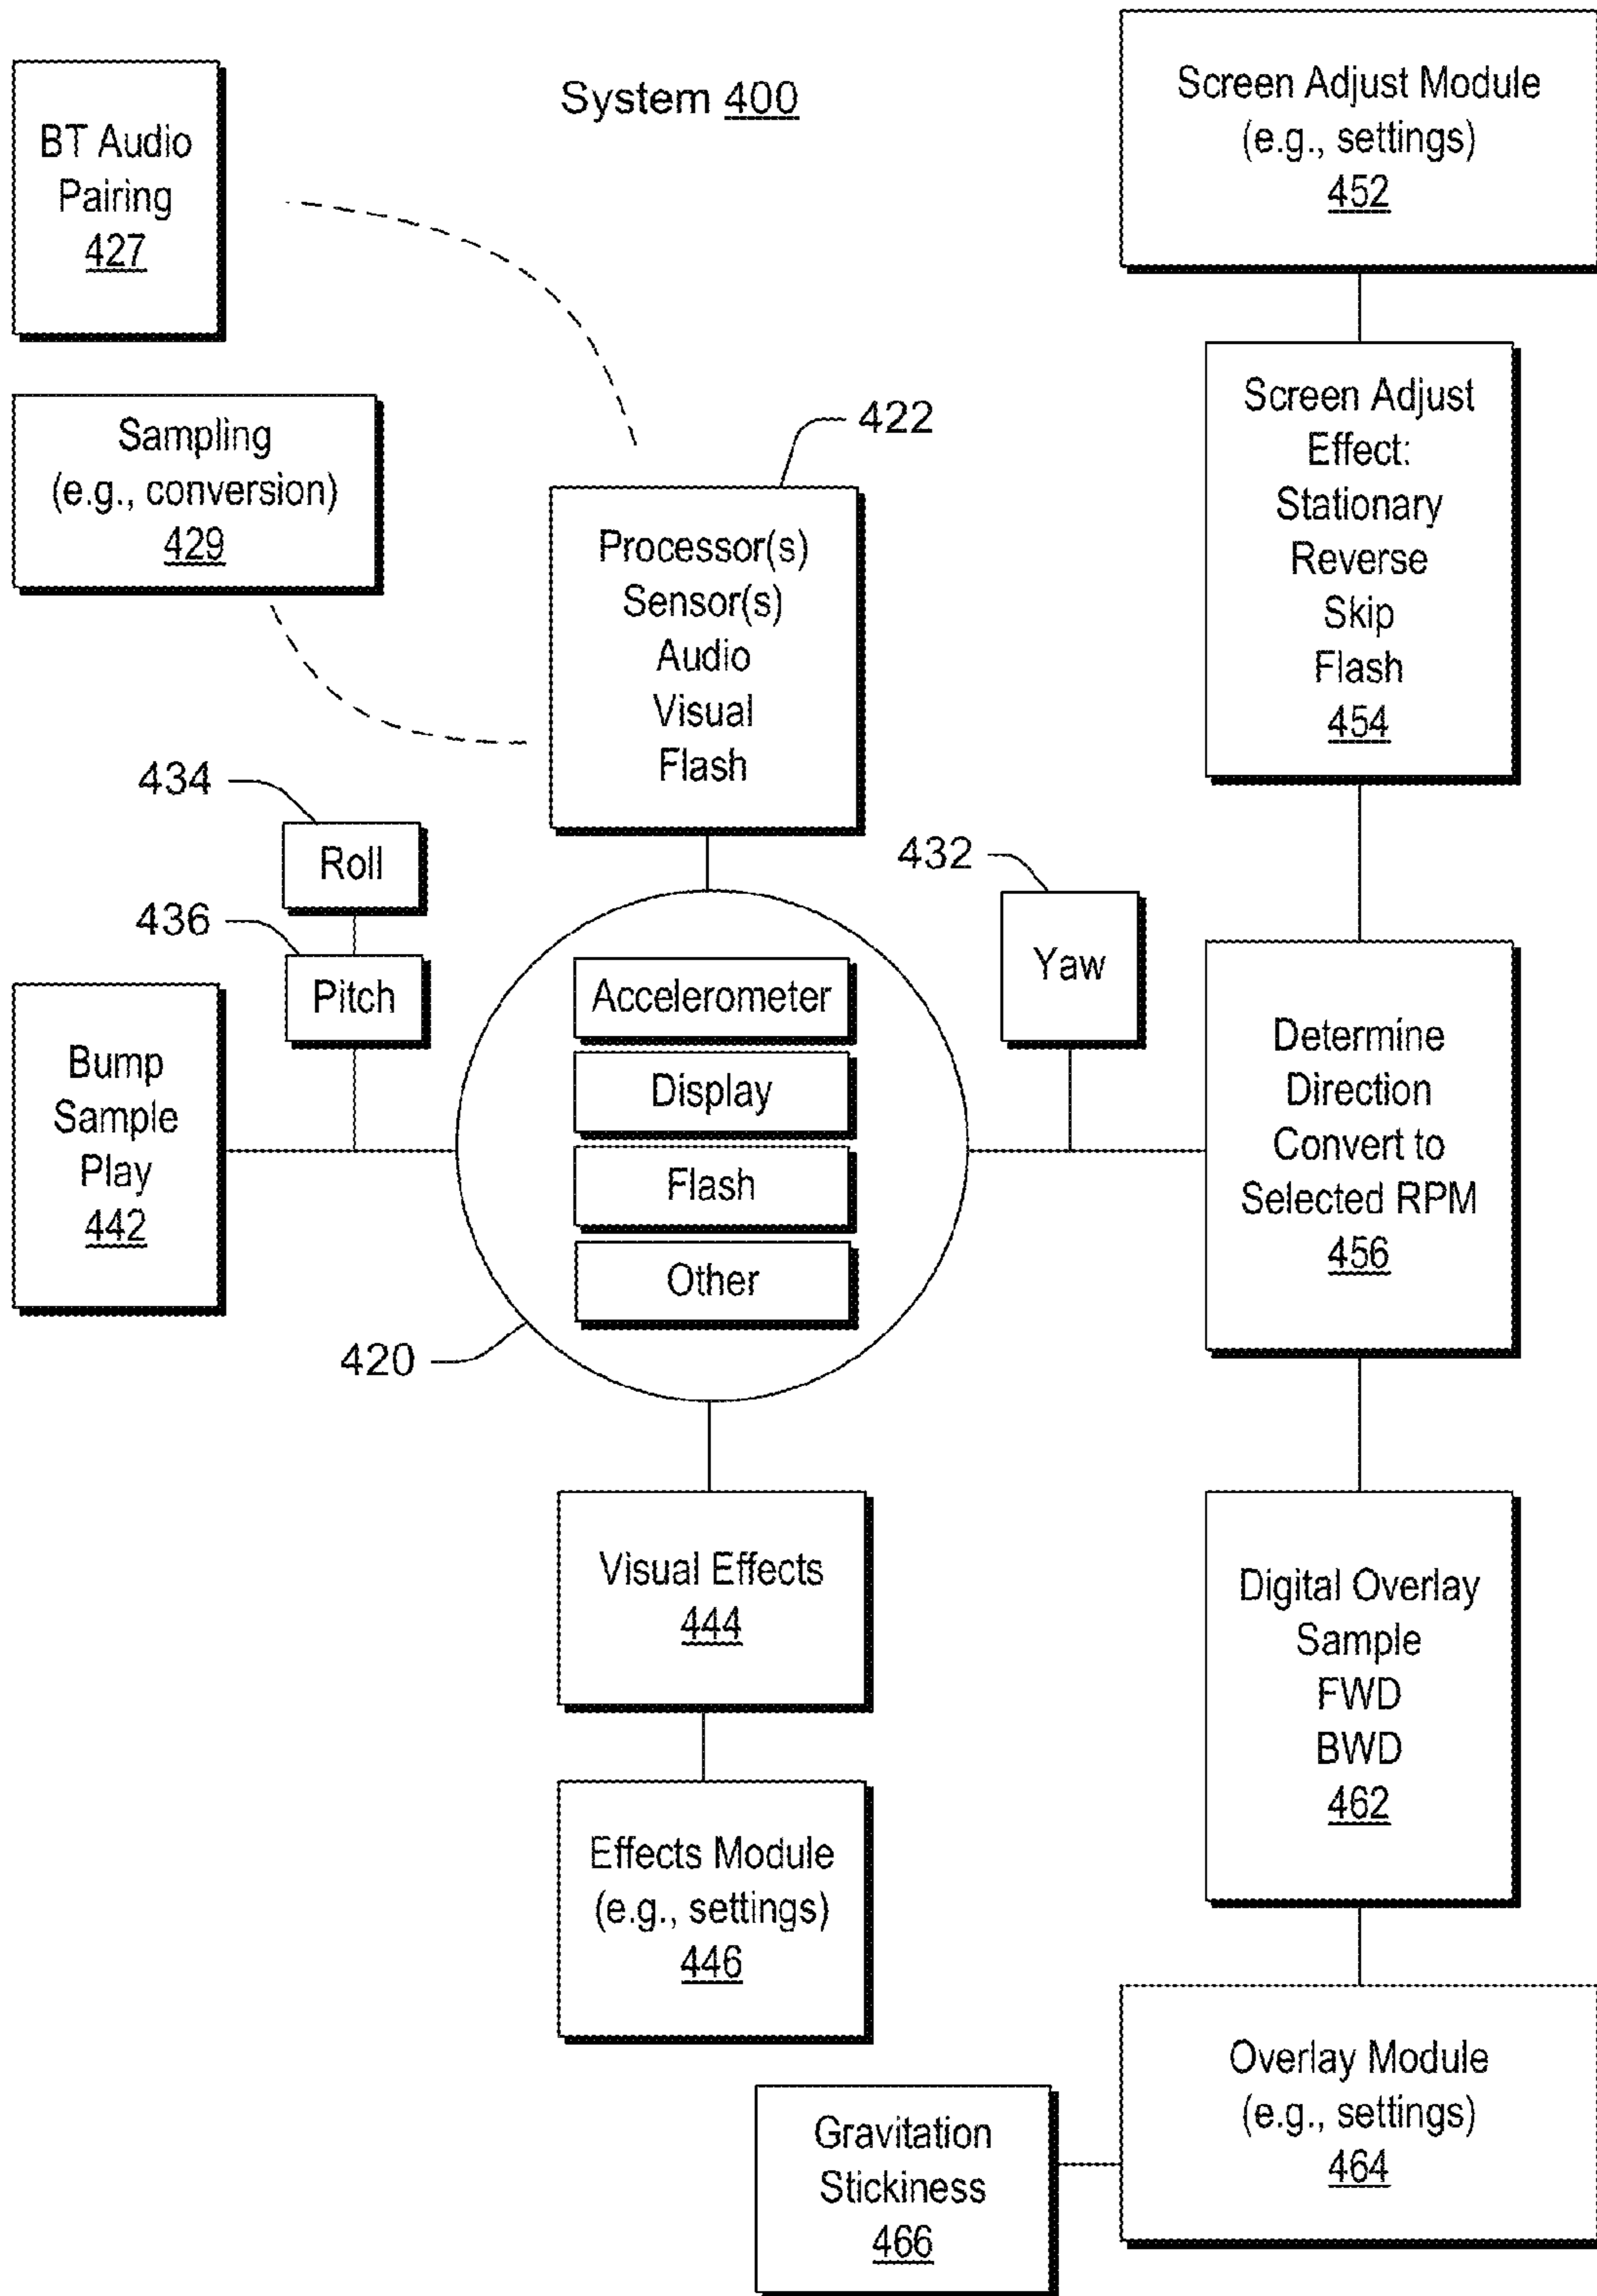 System 400
BT Audio
Pairing
427
Sampling
(e.g., conversion)
429
422
Processor(s)
Sensor(s)
Audio
Visual
Flash
Screen Adjust Module
(e.g., settings)
452
Screen Adjust
Effect:
Stationary
Reverse
Skip
Flash
454
434
Roll
436
Pitch
432
Yaw
Bump
Sample
Play
442
Accelerometer
Display
Flash
Other
420
Determine
Direction
Convert to
Selected RPM
456
Visual Effects
444
Effects Module
(e.g., settings)
446
Digital Overlay
Sample
FWD
BWD
462
Overlay Module
(e.g., settings)
464
Gravitation
Stickiness
466